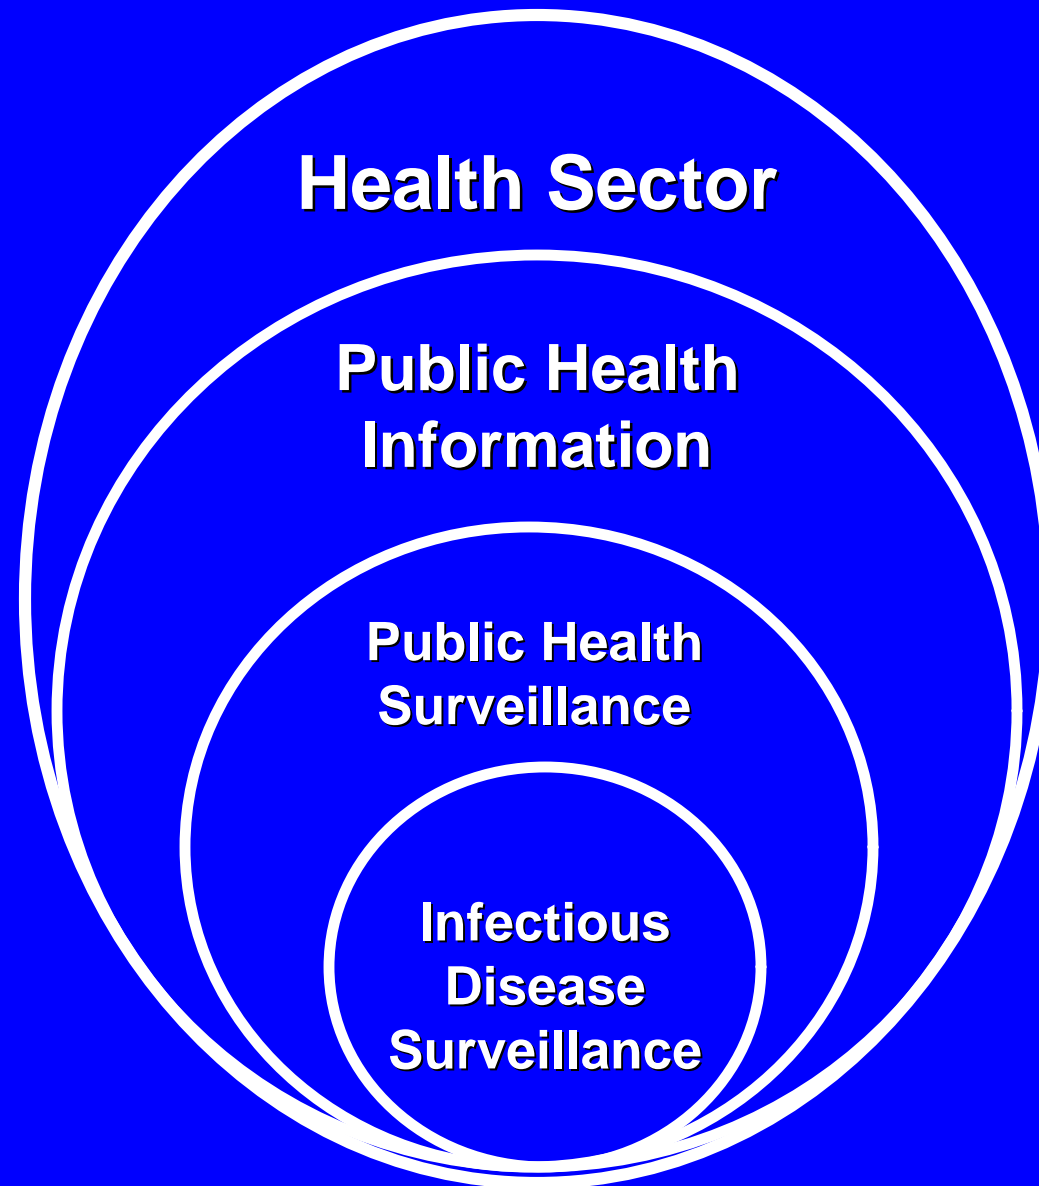 Health Sector
Public Health
Information
Public Health
Surveillance
Infectious
Disease
Surveillance